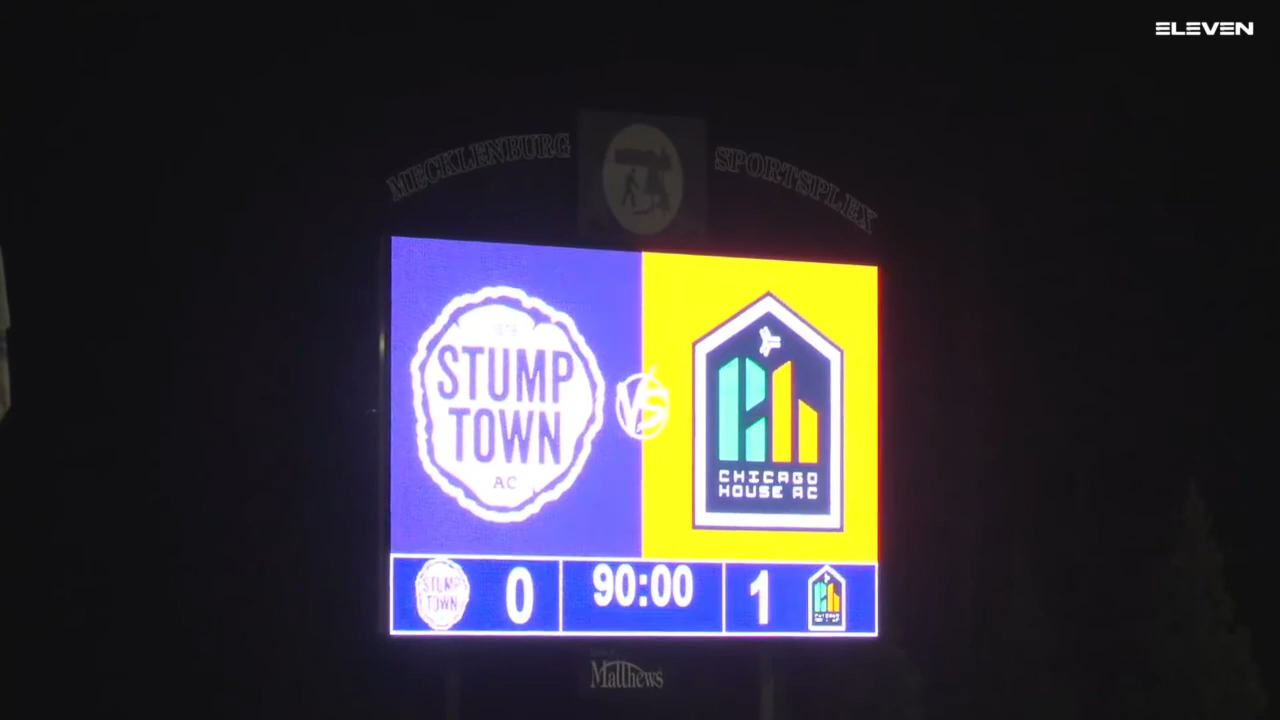 ELEVEN
MECKLENBURG SPORTSPLEX
STUMP
TOWN
AC
VS
CHICAGO
HOUSE AC
STUMP
TOWN
0
90:00
1
Matthews